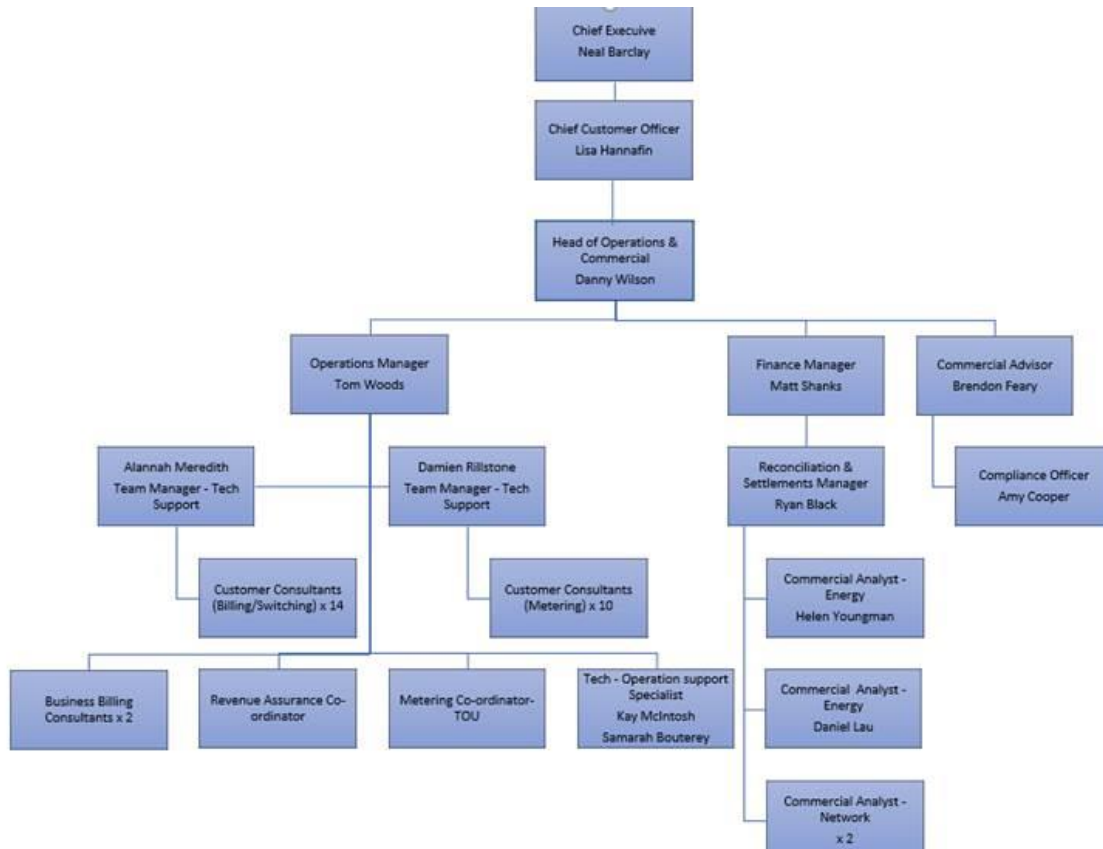 Chief Execuive
Neal Barclay
Chief Customer Officer
Lisa Hannafin
Head of Operations &
Commercial
Danny Wilson
Operations Manager
Tom Woods
Finance Manager
Matt Shanks
Commercial Advisor
Brendon Feary
Alannah Meredith
Team Manager - Tech
Support
Damien Rillstone
Team Manager - Tech
Support
Reconciliation &
Settlements Manager
Ryan Black
Compliance Officer
Amy Cooper
Customer Consultants
(Billing/Switching) x 14
Customer Consultants
(Metering) x 10
Commercial Analyst -
Energy
Helen Youngman
Business Billing
Consultants x 2
Revenue Assurance Co-
ordinator
Metering Co-ordinator-
TOU
Tech - Operation support
Specialist
Kay McIntosh
Samarah Bouterey
Commercial Analyst -
Energy
Daniel Lau
Commercial Analyst -
Network
x 2